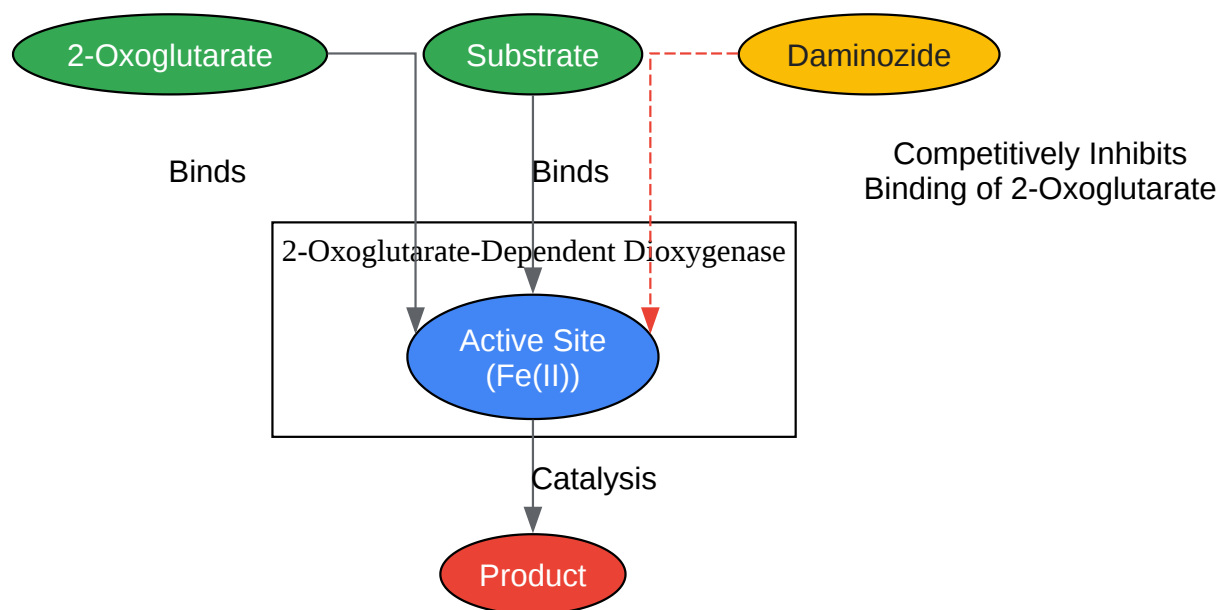 2-Oxoglutarate
Substrate
Daminozide
Binds
Binds
Competitively Inhibits
Binding of 2-Oxoglutarate
2-Oxoglutarate-Dependent Dioxygenase
Active Site
(Fe(II))
Catalysis
Product